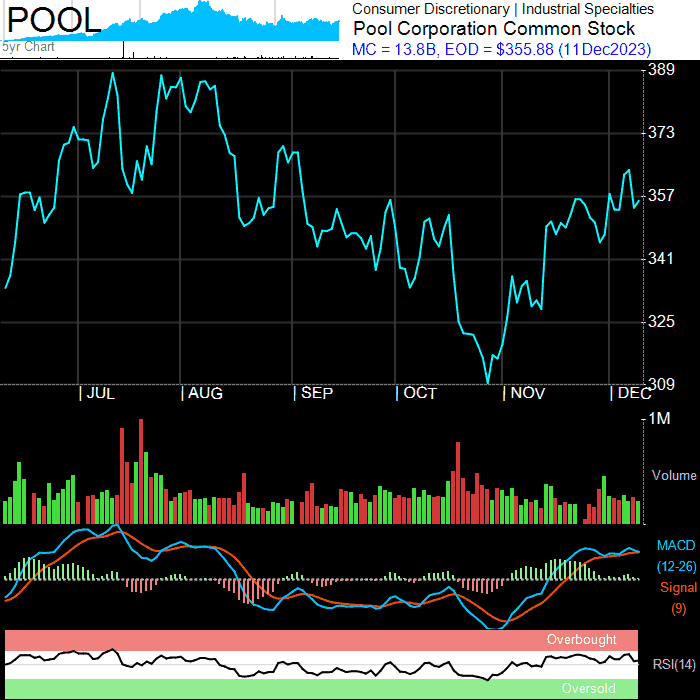 POOL
5yr Chart
Consumer Discretionary | Industrial Specialties
Pool Corporation Common Stock
MC = 13.8B, EOD = $355.88 (11Dec2023)
389
373
357
341
325
309
| JUL
| AUG
| SEP
| OCT
| NOV
| DEC
1M
Volume
MACD
(12-26)
Signal
(9)
Overbought
RSI(14)
Oversold